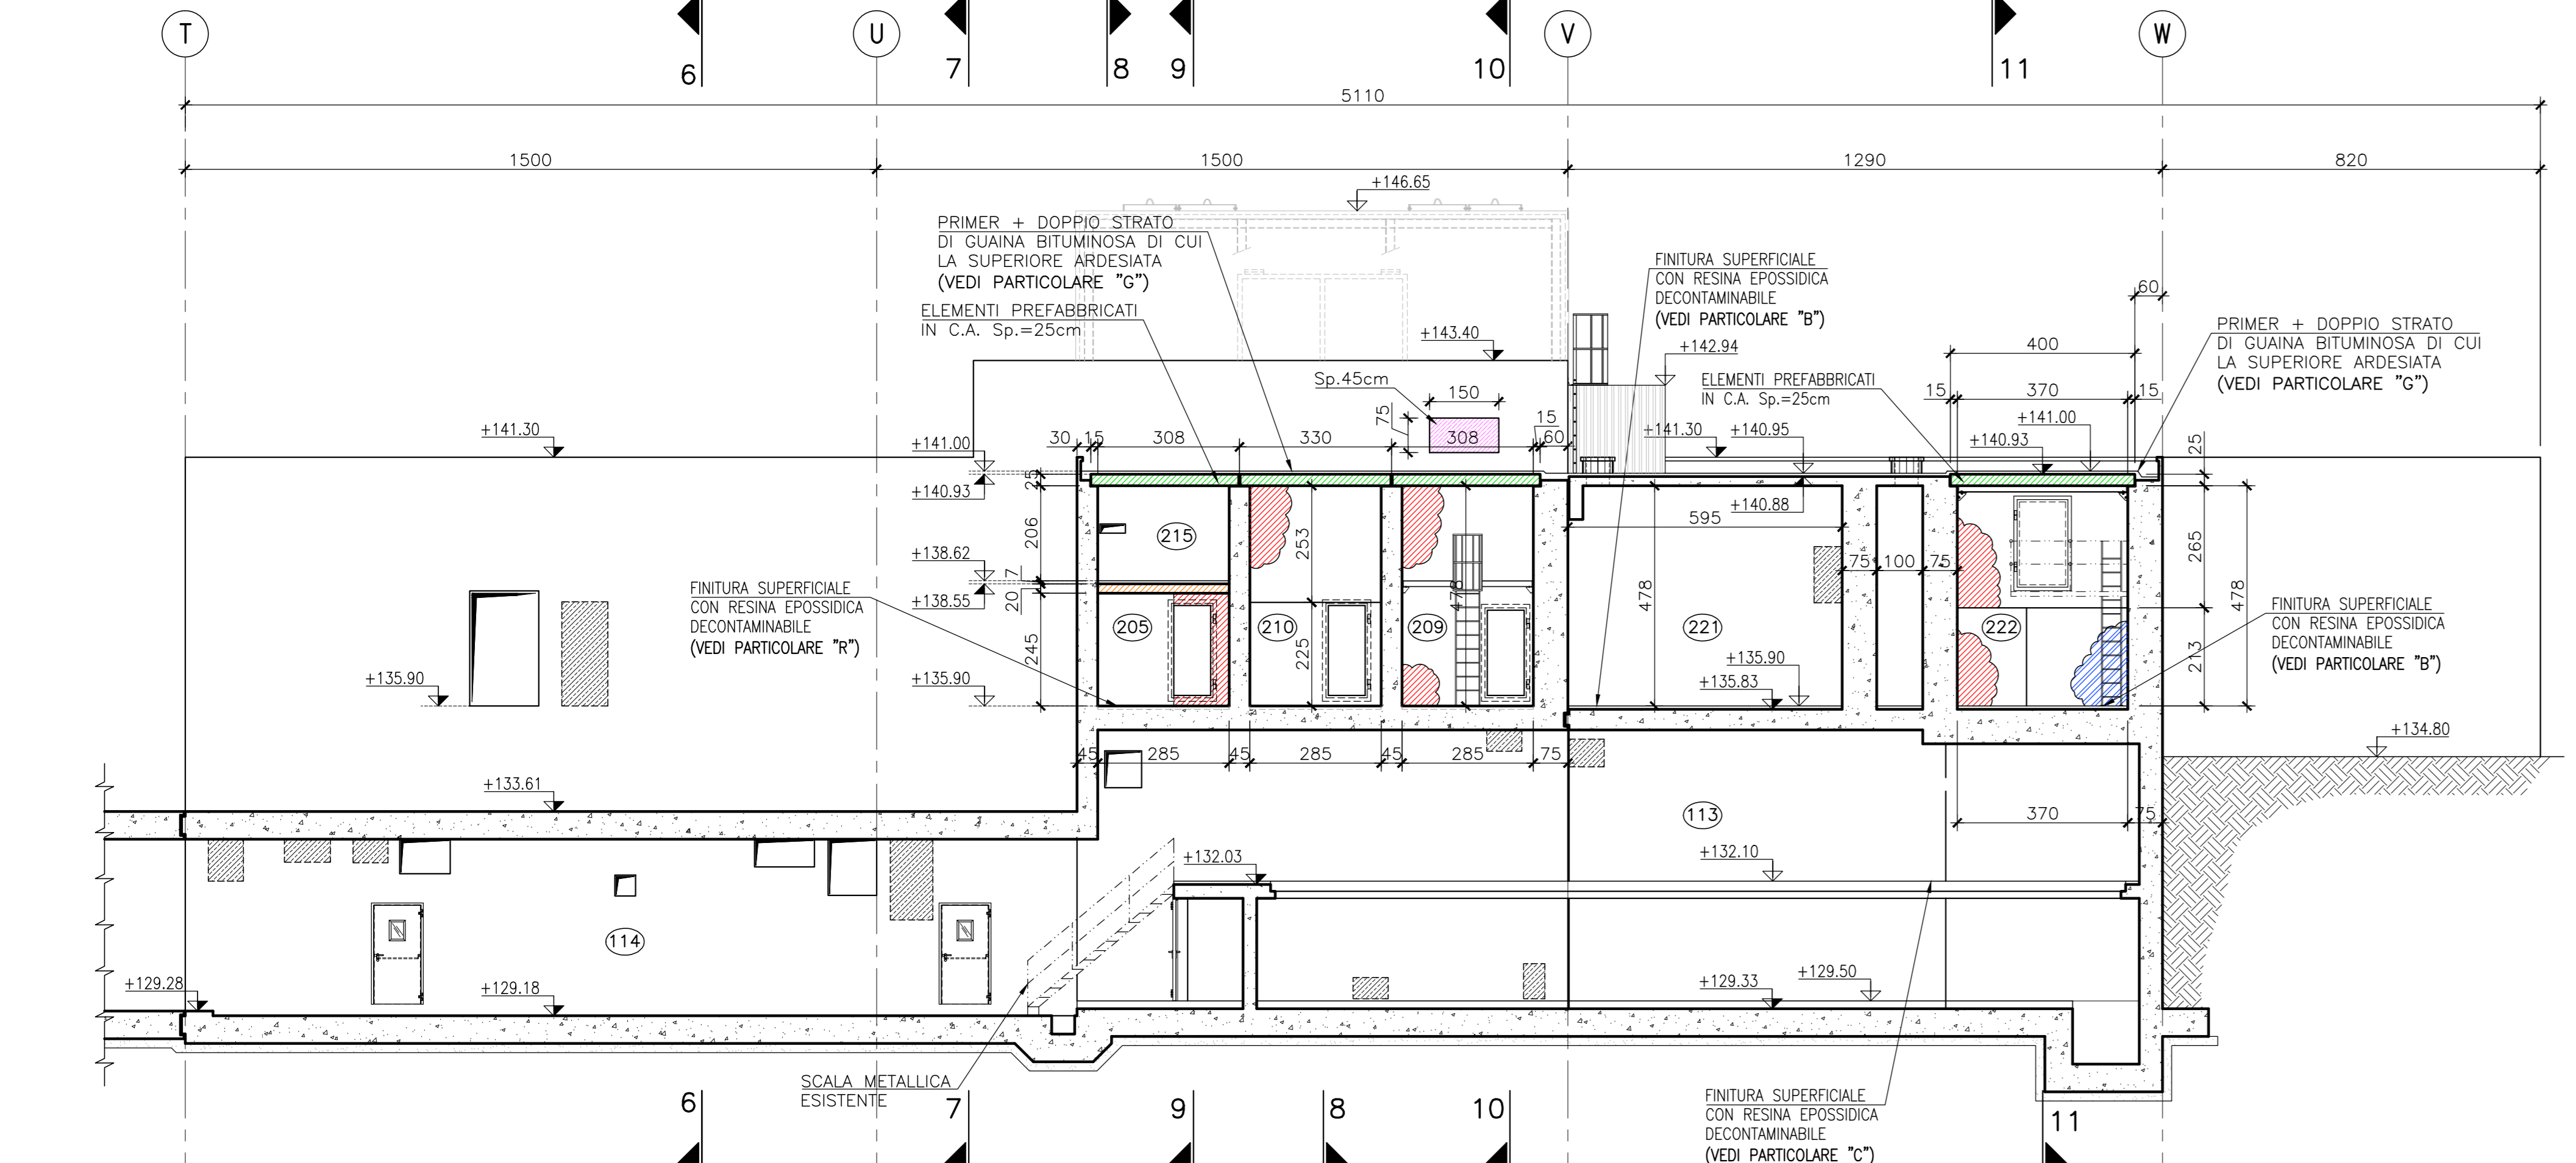 T
U
V
W
6
7
8
9
10
11
5110
1500
1500
1290
820
+146.65
PRIMER + DOPPIO STRATO
DI GUAINA BITUMINOSA DI CUI
LA SUPERIORE ARDESIATA
(VEDI PARTICOLARE "G")
ELEMENTI PREFABBRICATI
IN C.A. Sp.=25cm
FINITURA SUPERFICIALE
CON RESINA EPOSSIDICA
DECONTAMINABILE
(VEDI PARTICOLARE "B")
+143.40
+142.94
Sp.45cm
150
75
ELEMENTI PREFABBRICATI
IN C.A. Sp.=25cm
60
400
15
370
15
PRIMER + DOPPIO STRATO
DI GUAINA BITUMINOSA DI CUI
LA SUPERIORE ARDESIATA
(VEDI PARTICOLARE "G")
+141.30
+141.00
30
15
308
330
308
15
60
+141.30
+140.95
+141.00
+140.93
25
+140.93
25
+140.88
595
206
215
253
478
478
75
100
75
265
478
+138.62
7
+138.55
20
FINITURA SUPERFICIALE
CON RESINA EPOSSIDICA
DECONTAMINABILE
(VEDI PARTICOLARE "R")
205
210
209
221
222
245
225
213
FINITURA SUPERFICIALE
CON RESINA EPOSSIDICA
DECONTAMINABILE
(VEDI PARTICOLARE "B")
+135.90
+135.90
+135.90
+135.83
+134.80
45
285
45
285
45
285
75
+133.61
113
370
75
+132.03
+132.10
114
+129.28
+129.18
+129.33
+129.50
SCALA METALLICA
ESISTENTE
FINITURA SUPERFICIALE
CON RESINA EPOSSIDICA
DECONTAMINABILE
(VEDI PARTICOLARE "C")
6
7
9
8
10
11